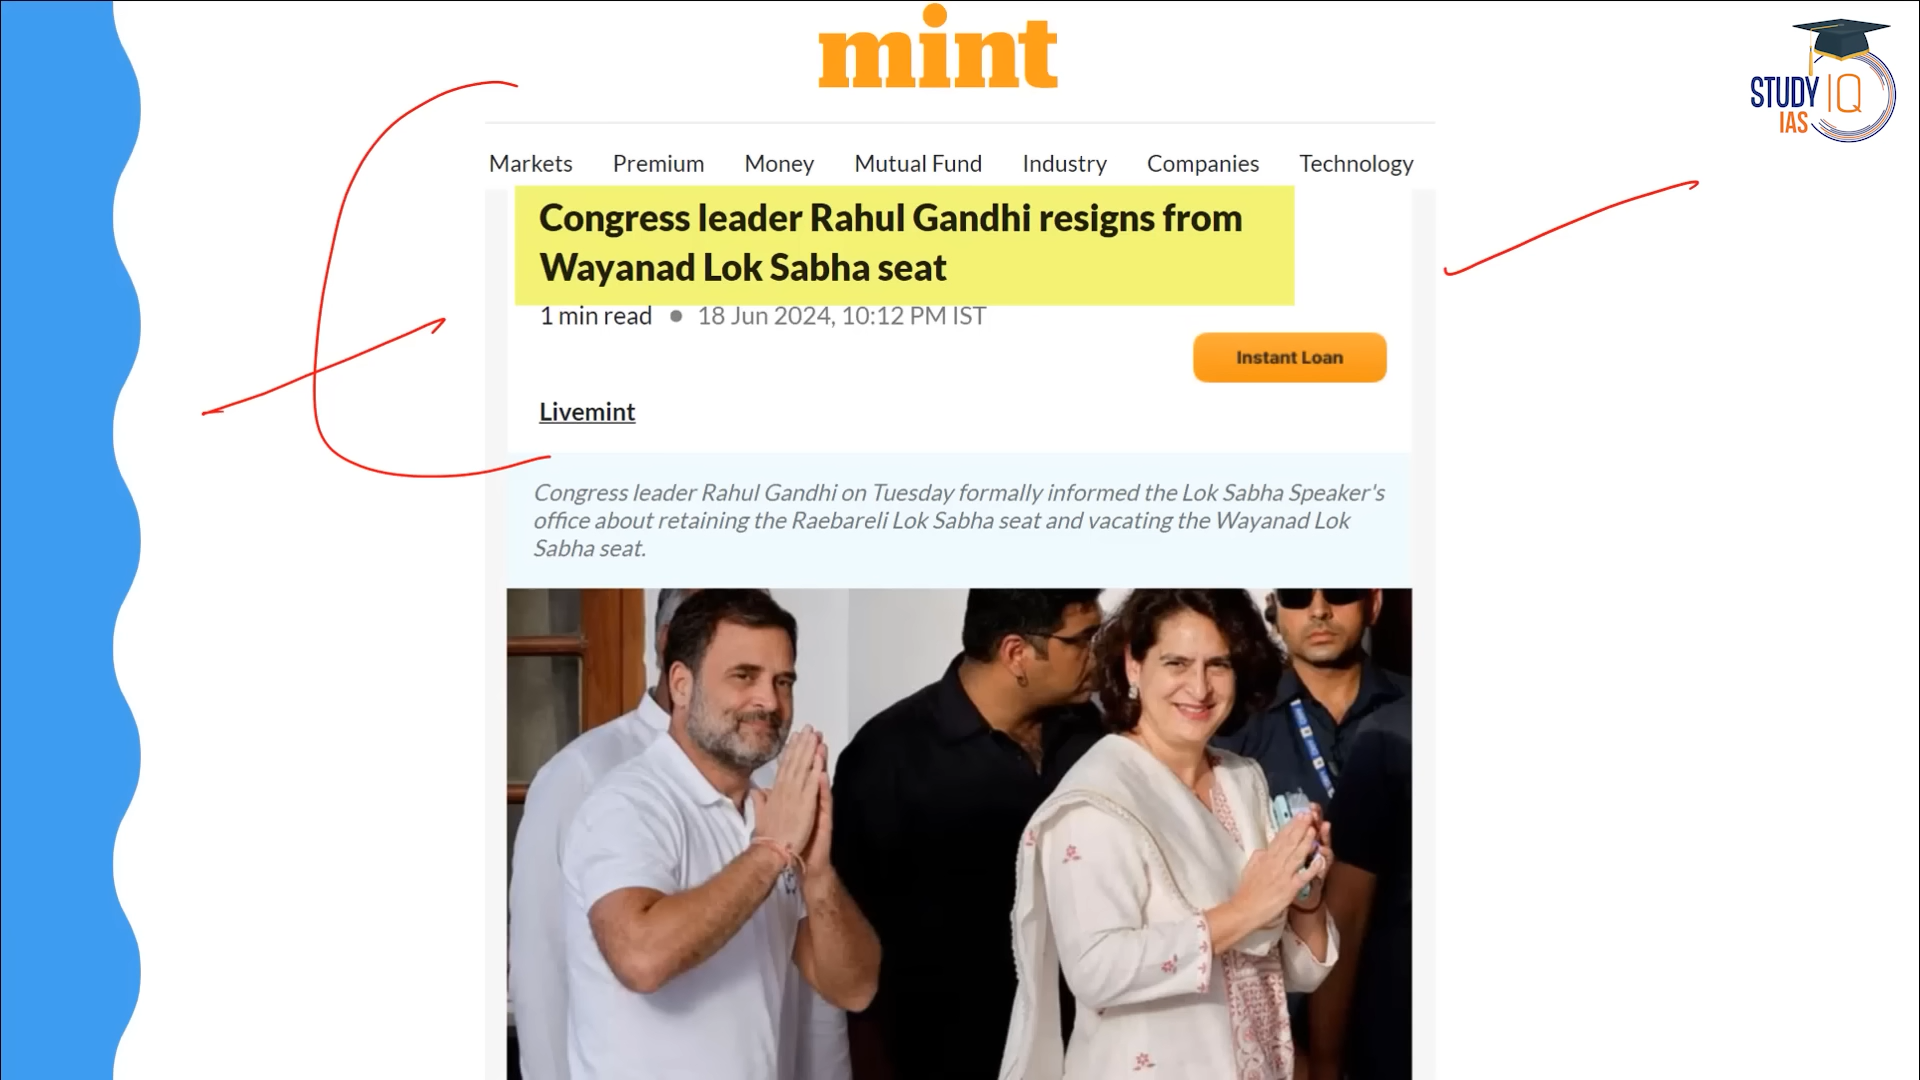 mint
STUDY IQ
IAS
Markets Premium Money Mutual Fund Industry Companies Technology
Congress leader Rahul Gandhi resigns from
Wayanad Lok Sabha seat
1 min read ● 18 Jun 2024, 10:12 PM IST
Instant Loan
Livemint
Congress leader Rahul Gandhi on Tuesday formally informed the Lok Sabha Speaker's
office about retaining the Raebareli Lok Sabha seat and vacating the Wayanad Lok
Sabha seat.